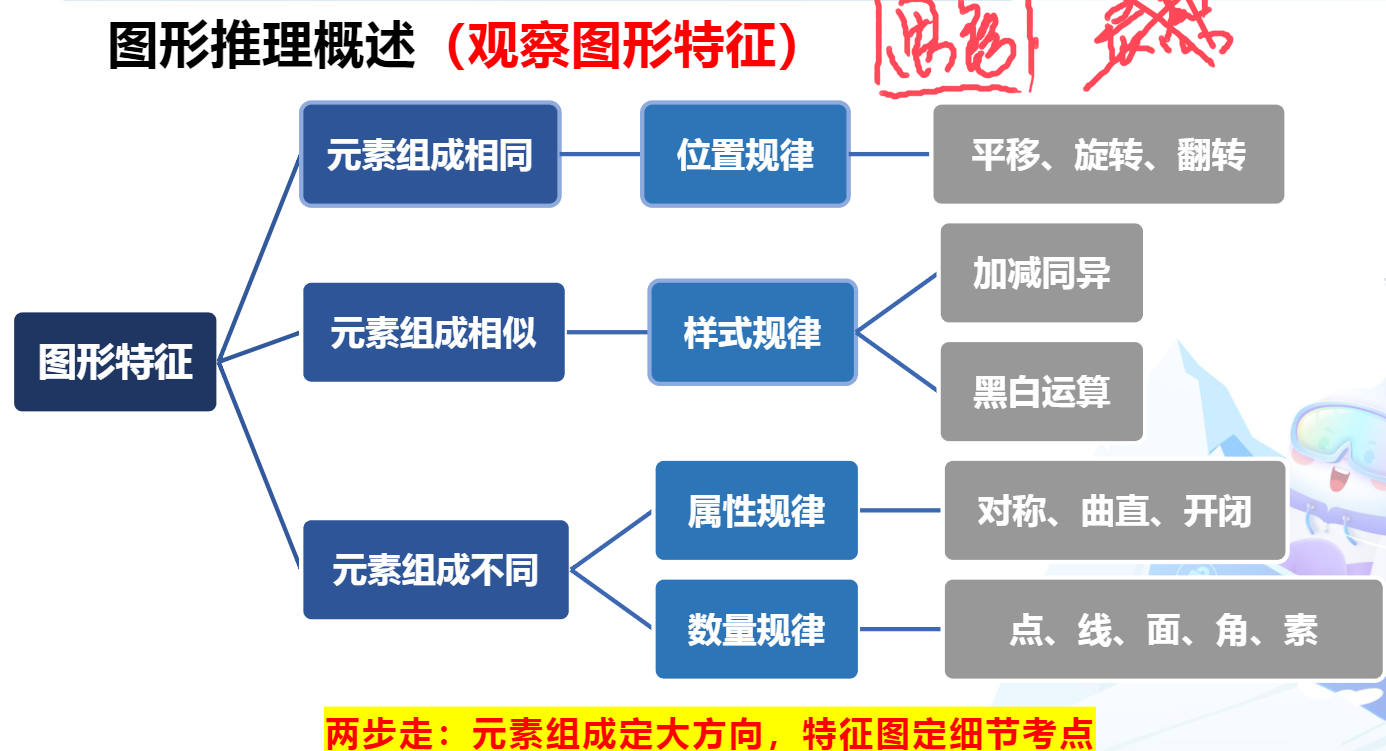 图形推理概述（观察图形特征）
元素组成相同
位置规律
平移、旋转、翻转
加减同异
元素组成相似
样式规律
图形特征
黑白运算
属性规律
对称、曲直、开闭
元素组成不同
数量规律
点、线、面、角、素
两步走：元素组成定大方向，特征图定细节考点